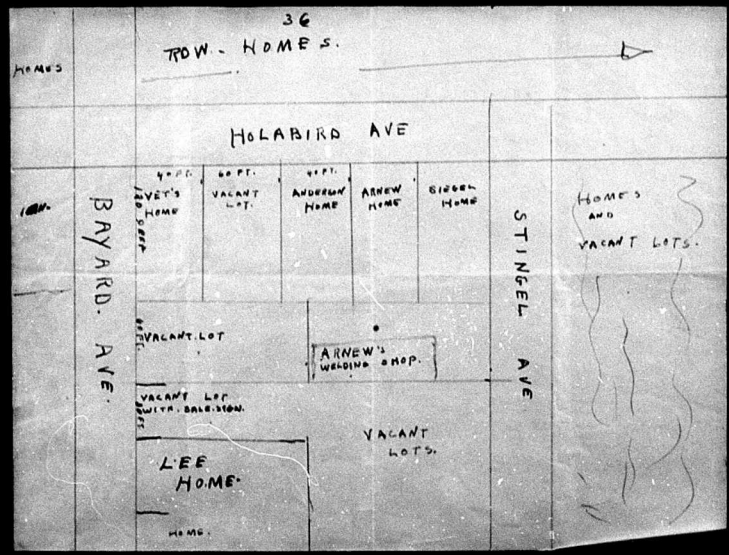 36
ROW - HOMES.
HOMES
HOLABIRD AVE
40 FT.
60 FT.
40 FT.
VET'S
HOME
VACANT
LOT.
ANDERSON
HOME
ARNEW
HOME
SIEGEL
HOME
BAYARD. AVE.
STINGEL AVE
HOMES
AND
VACANT LOTS.
VACANT. LOT
ARNEW'S
WELDING SHOP.
VACANT LOT
WITH. SALE. SIGN.
VACANT
LOTS.
LEE
HOME.
HOME.